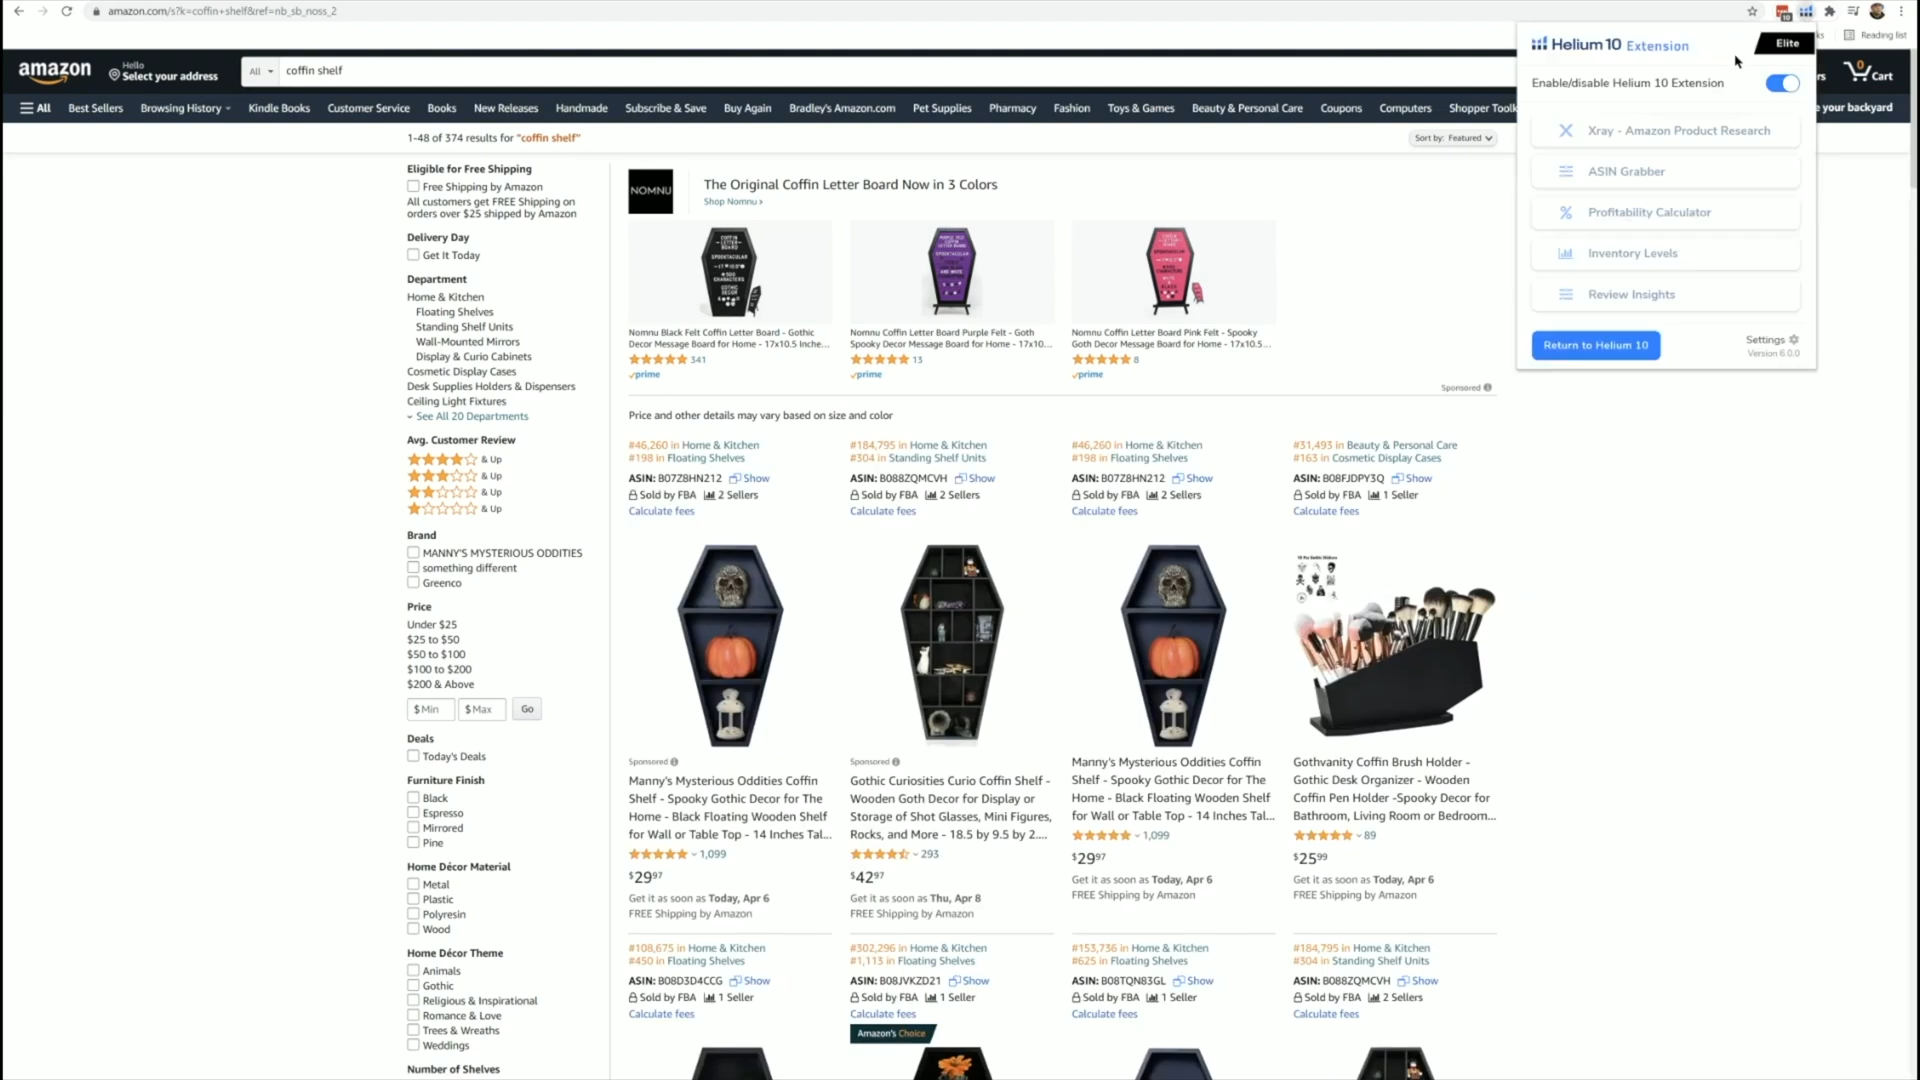 amazon.com/s?k=coffin+shelf&ref=nb_sb_noss_2
10
Reading list
amazon
Hello
Select your address
All
coffin shelf
0
Cart
All
Best Sellers
Browsing History
Kindle Books
Customer Service
Books
New Releases
Handmade
Subscribe & Save
Buy Again
Bradley's Amazon.com
Pet Supplies
Pharmacy
Fashion
Toys & Games
Beauty & Personal Care
Coupons
Computers
Shopper Toolk
e your backyard
Helium 10 Extension
Elite
Enable/disable Helium 10 Extension
Xray - Amazon Product Research
ASIN Grabber
Profitability Calculator
Inventory Levels
Review Insights
Return to Helium 10
Settings
Version 6.0.0
1-48 of 374 results for "coffin shelf"
Sort by: Featured
Eligible for Free Shipping
Free Shipping by Amazon
All customers get FREE Shipping on
orders over $25 shipped by Amazon
Delivery Day
Get It Today
Department
Home & Kitchen
Floating Shelves
Standing Shelf Units
Wall-Mounted Mirrors
Display & Curio Cabinets
Cosmetic Display Cases
Desk Supplies Holders & Dispensers
Ceiling Light Fixtures
See All 20 Departments
Avg. Customer Review
& Up
& Up
& Up
& Up
Brand
MANNY'S MYSTERIOUS ODDITIES
something different
Greenco
Price
Under $25
$25 to $50
$50 to $100
$100 to $200
$200 & Above
$ Min
$ Max
Go
Deals
Today's Deals
Furniture Finish
Black
Espresso
Mirrored
Pine
Home Décor Material
Metal
Plastic
Polyresin
Wood
Home Décor Theme
Animals
Gothic
Religious & Inspirational
Romance & Love
Trees & Wreaths
Weddings
Number of Shelves
NOMNU
The Original Coffin Letter Board Now in 3 Colors
Shop Nomnu ›
Nomnu Black Felt Coffin Letter Board - Gothic
Decor Message Board for Home - 17x10.5 Inche...
341
prime
Nomnu Coffin Letter Board Purple Felt - Goth
Spooky Decor Message Board for Home - 17x10...
13
prime
Nomnu Coffin Letter Board Pink Felt - Spooky
Goth Decor Message Board for Home - 17x10.5...
8
prime
Sponsored
Price and other details may vary based on size and color
#46,260 in Home & Kitchen
#198 in Floating Shelves
ASIN: B07Z8HN212 Show
Sold by FBA 2 Sellers
Calculate fees
#184,795 in Home & Kitchen
#304 in Standing Shelf Units
ASIN: B088ZQMCVH Show
Sold by FBA 2 Sellers
Calculate fees
#46,260 in Home & Kitchen
#198 in Floating Shelves
ASIN: B07Z8HN212 Show
Sold by FBA 2 Sellers
Calculate fees
#31,493 in Beauty & Personal Care
#163 in Cosmetic Display Cases
ASIN: B08FJDPY3Q Show
Sold by FBA 1 Seller
Calculate fees
Sponsored
Manny's Mysterious Oddities Coffin
Shelf - Spooky Gothic Decor for The
Home - Black Floating Wooden Shelf
for Wall or Table Top - 14 Inches Tal...
1,099
$2997
Get it as soon as Today, Apr 6
FREE Shipping by Amazon
Sponsored
Gothic Curiosities Curio Coffin Shelf -
Wooden Goth Decor for Display or
Storage of Shot Glasses, Mini Figures,
Rocks, and More - 18.5 by 9.5 by 2....
293
$4297
Get it as soon as Thu, Apr 8
FREE Shipping by Amazon
Manny's Mysterious Oddities Coffin
Shelf - Spooky Gothic Decor for The
Home - Black Floating Wooden Shelf
for Wall or Table Top - 14 Inches Tal...
1,099
$2997
Get it as soon as Today, Apr 6
FREE Shipping by Amazon
Gothvanity Coffin Brush Holder -
Gothic Desk Organizer - Wooden
Coffin Pen Holder -Spooky Decor for
Bathroom, Living Room or Bedroom...
89
$2599
Get it as soon as Today, Apr 6
FREE Shipping by Amazon
#108,675 in Home & Kitchen
#450 in Floating Shelves
ASIN: B08D3D4CCG Show
Sold by FBA 1 Seller
Calculate fees
#302,296 in Home & Kitchen
#1,113 in Floating Shelves
ASIN: B08JVKZD21 Show
Sold by FBA 1 Seller
Calculate fees
Amazon's Choice
#153,736 in Home & Kitchen
#625 in Floating Shelves
ASIN: B08TQN83GL Show
Sold by FBA 1 Seller
Calculate fees
#184,795 in Home & Kitchen
#304 in Standing Shelf Units
ASIN: B088ZQMCVH Show
Sold by FBA 2 Sellers
Calculate fees